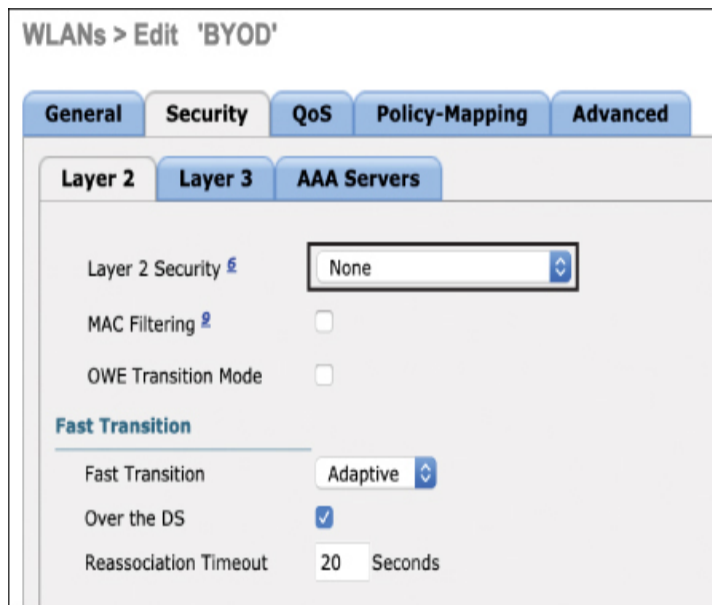 WLANs > Edit 'BYOD'
General Security QoS Policy-Mapping Advanced
Layer 2 Layer 3 AAA Servers
Layer 2 Security 6 None
MAC Filtering 9
OWE Transition Mode
Fast Transition
Fast Transition Adaptive
Over the DS
Reassociation Timeout 20 Seconds